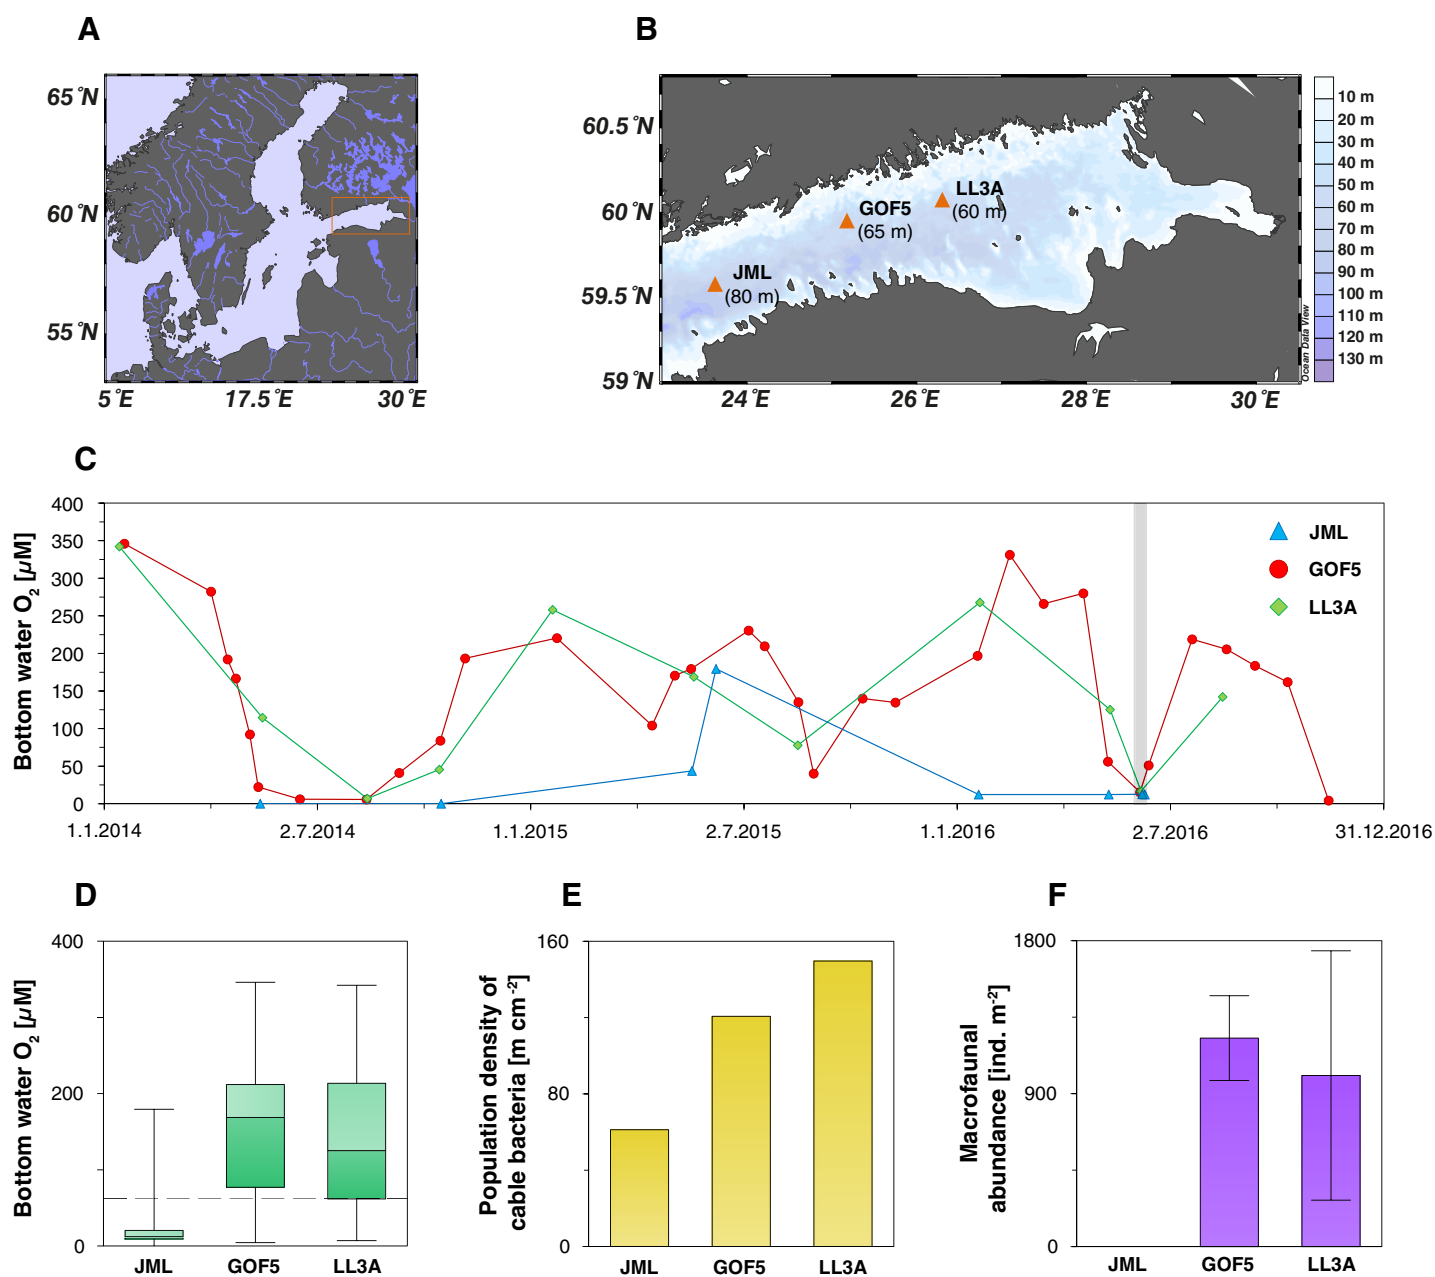 A
65°N
60°N
55°N
5°E
17.5°E
30°E
B
60.5°N
60°N
59.5°N
59°N
24°E
26°E
28°E
30°E
LL3A
(60 m)
GOF5
(65 m)
JML
(80 m)
10 m
20 m
30 m
40 m
50 m
60 m
70 m
80 m
90 m
100 m
110 m
120 m
130 m
Ocean Data View
C
Bottom water O2 [µM]
400
350
300
250
200
150
100
50
0
1.1.2014
2.7.2014
1.1.2015
2.7.2015
1.1.2016
2.7.2016
31.12.2016
JML
GOF5
LL3A
D
Bottom water O2 [µM]
400
200
0
JML
GOF5
LL3A
E
Population density of
cable bacteria [m cm-2]
160
80
0
JML
GOF5
LL3A
F
Macrofaunal
abundance [ind. m-2]
1800
900
0
JML
GOF5
LL3A